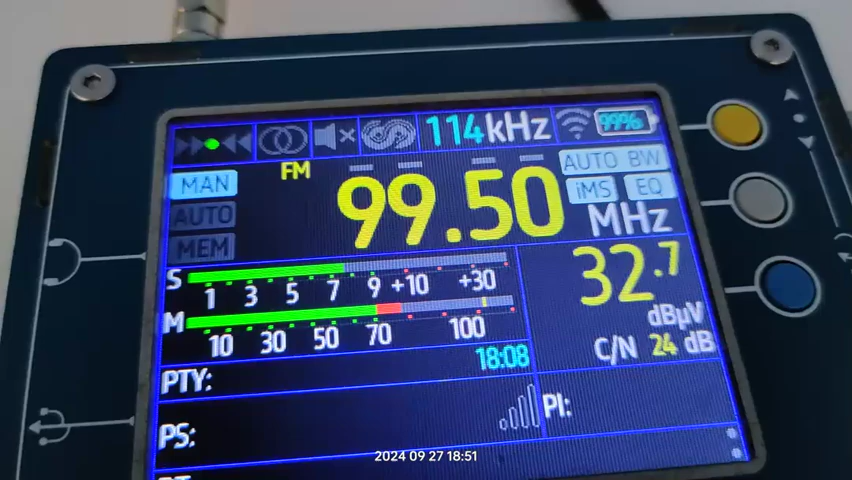 114kHz 99%
FM AUTO BW
MAN 99.50 iMS EQ
AUTO MHz
MEM
S 32.7
1 3 5 7 9 +10 +30
M dBµV
10 30 50 70 100
C/N 24 dB
18:08
PTY:
PS: PI:
2024 09 27 18:51